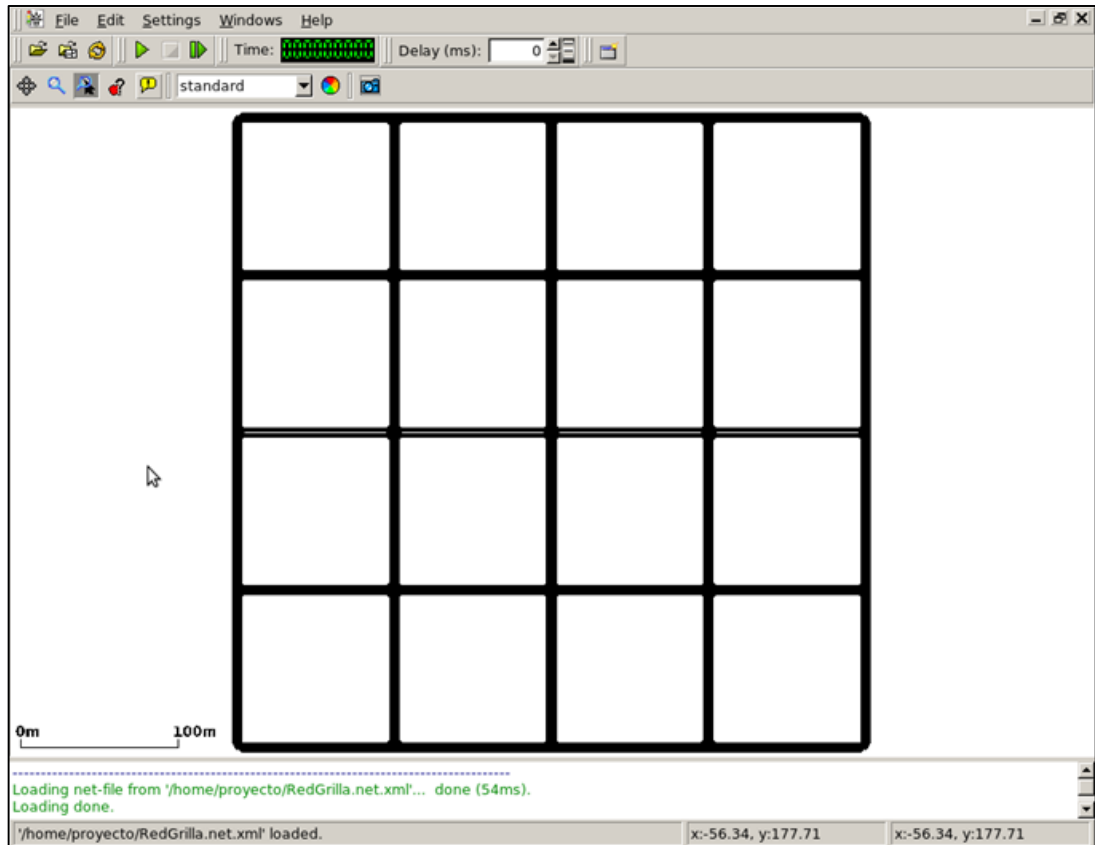 File Edit Settings Windows Help
Time: Delay (ms): 0
standard
0m 100m
----------------------------------------------------------------------------------
Loading net-file from '/home/proyecto/RedGrilla.net.xml'... done (54ms).
Loading done.
'/home/proyecto/RedGrilla.net.xml' loaded. x:-56.34, y:177.71 x:-56.34, y:177.71